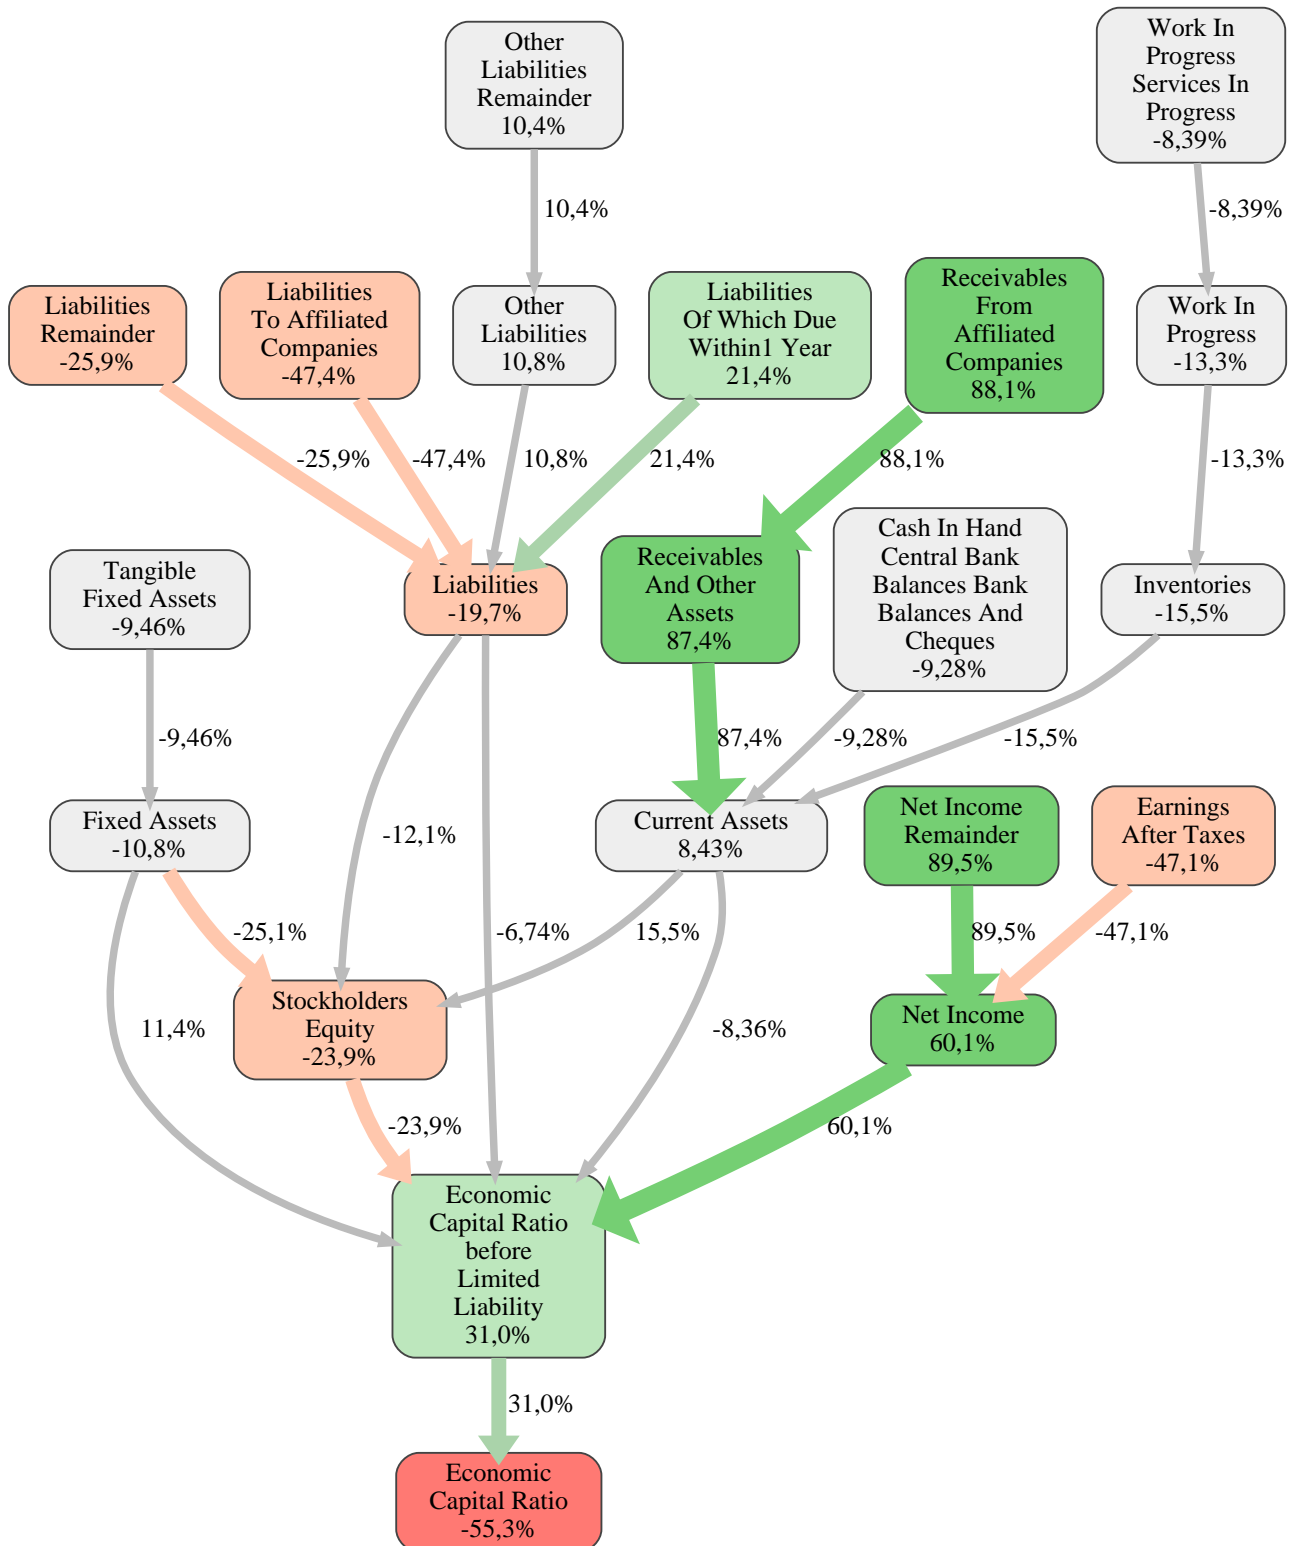 Other
Liabilities
Remainder
10,4%
Work In
Progress
Services In
Progress
-8,39%
10,4%
-8,39%
Liabilities
Remainder
-25,9%
Liabilities
To Affiliated
Companies
-47,4%
Other
Liabilities
10,8%
Liabilities
Of Which Due
Within1 Year
21,4%
Receivables
From
Affiliated
Companies
88,1%
Work In
Progress
-13,3%
-25,9%
-47,4%
10,8%
21,4%
88,1%
-13,3%
Tangible
Fixed Assets
-9,46%
Liabilities
-19,7%
Receivables
And Other
Assets
87,4%
Cash In Hand
Central Bank
Balances Bank
Balances And
Cheques
-9,28%
Inventories
-15,5%
-9,46%
87,4%
-9,28%
-15,5%
Fixed Assets
-10,8%
-12,1%
Current Assets
8,43%
Net Income
Remainder
89,5%
Earnings
After Taxes
-47,1%
-25,1%
-6,74%
15,5%
89,5%
-47,1%
Stockholders
Equity
-23,9%
11,4%
-8,36%
Net Income
60,1%
-23,9%
60,1%
Economic
Capital Ratio
before
Limited
Liability
31,0%
31,0%
Economic
Capital Ratio
-55,3%